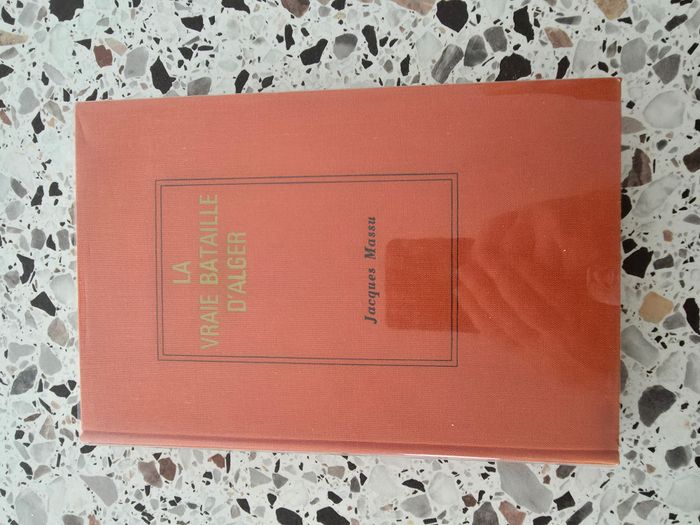 LA
VRAIE BATAILLE
D'ALGER
Jacques Massu